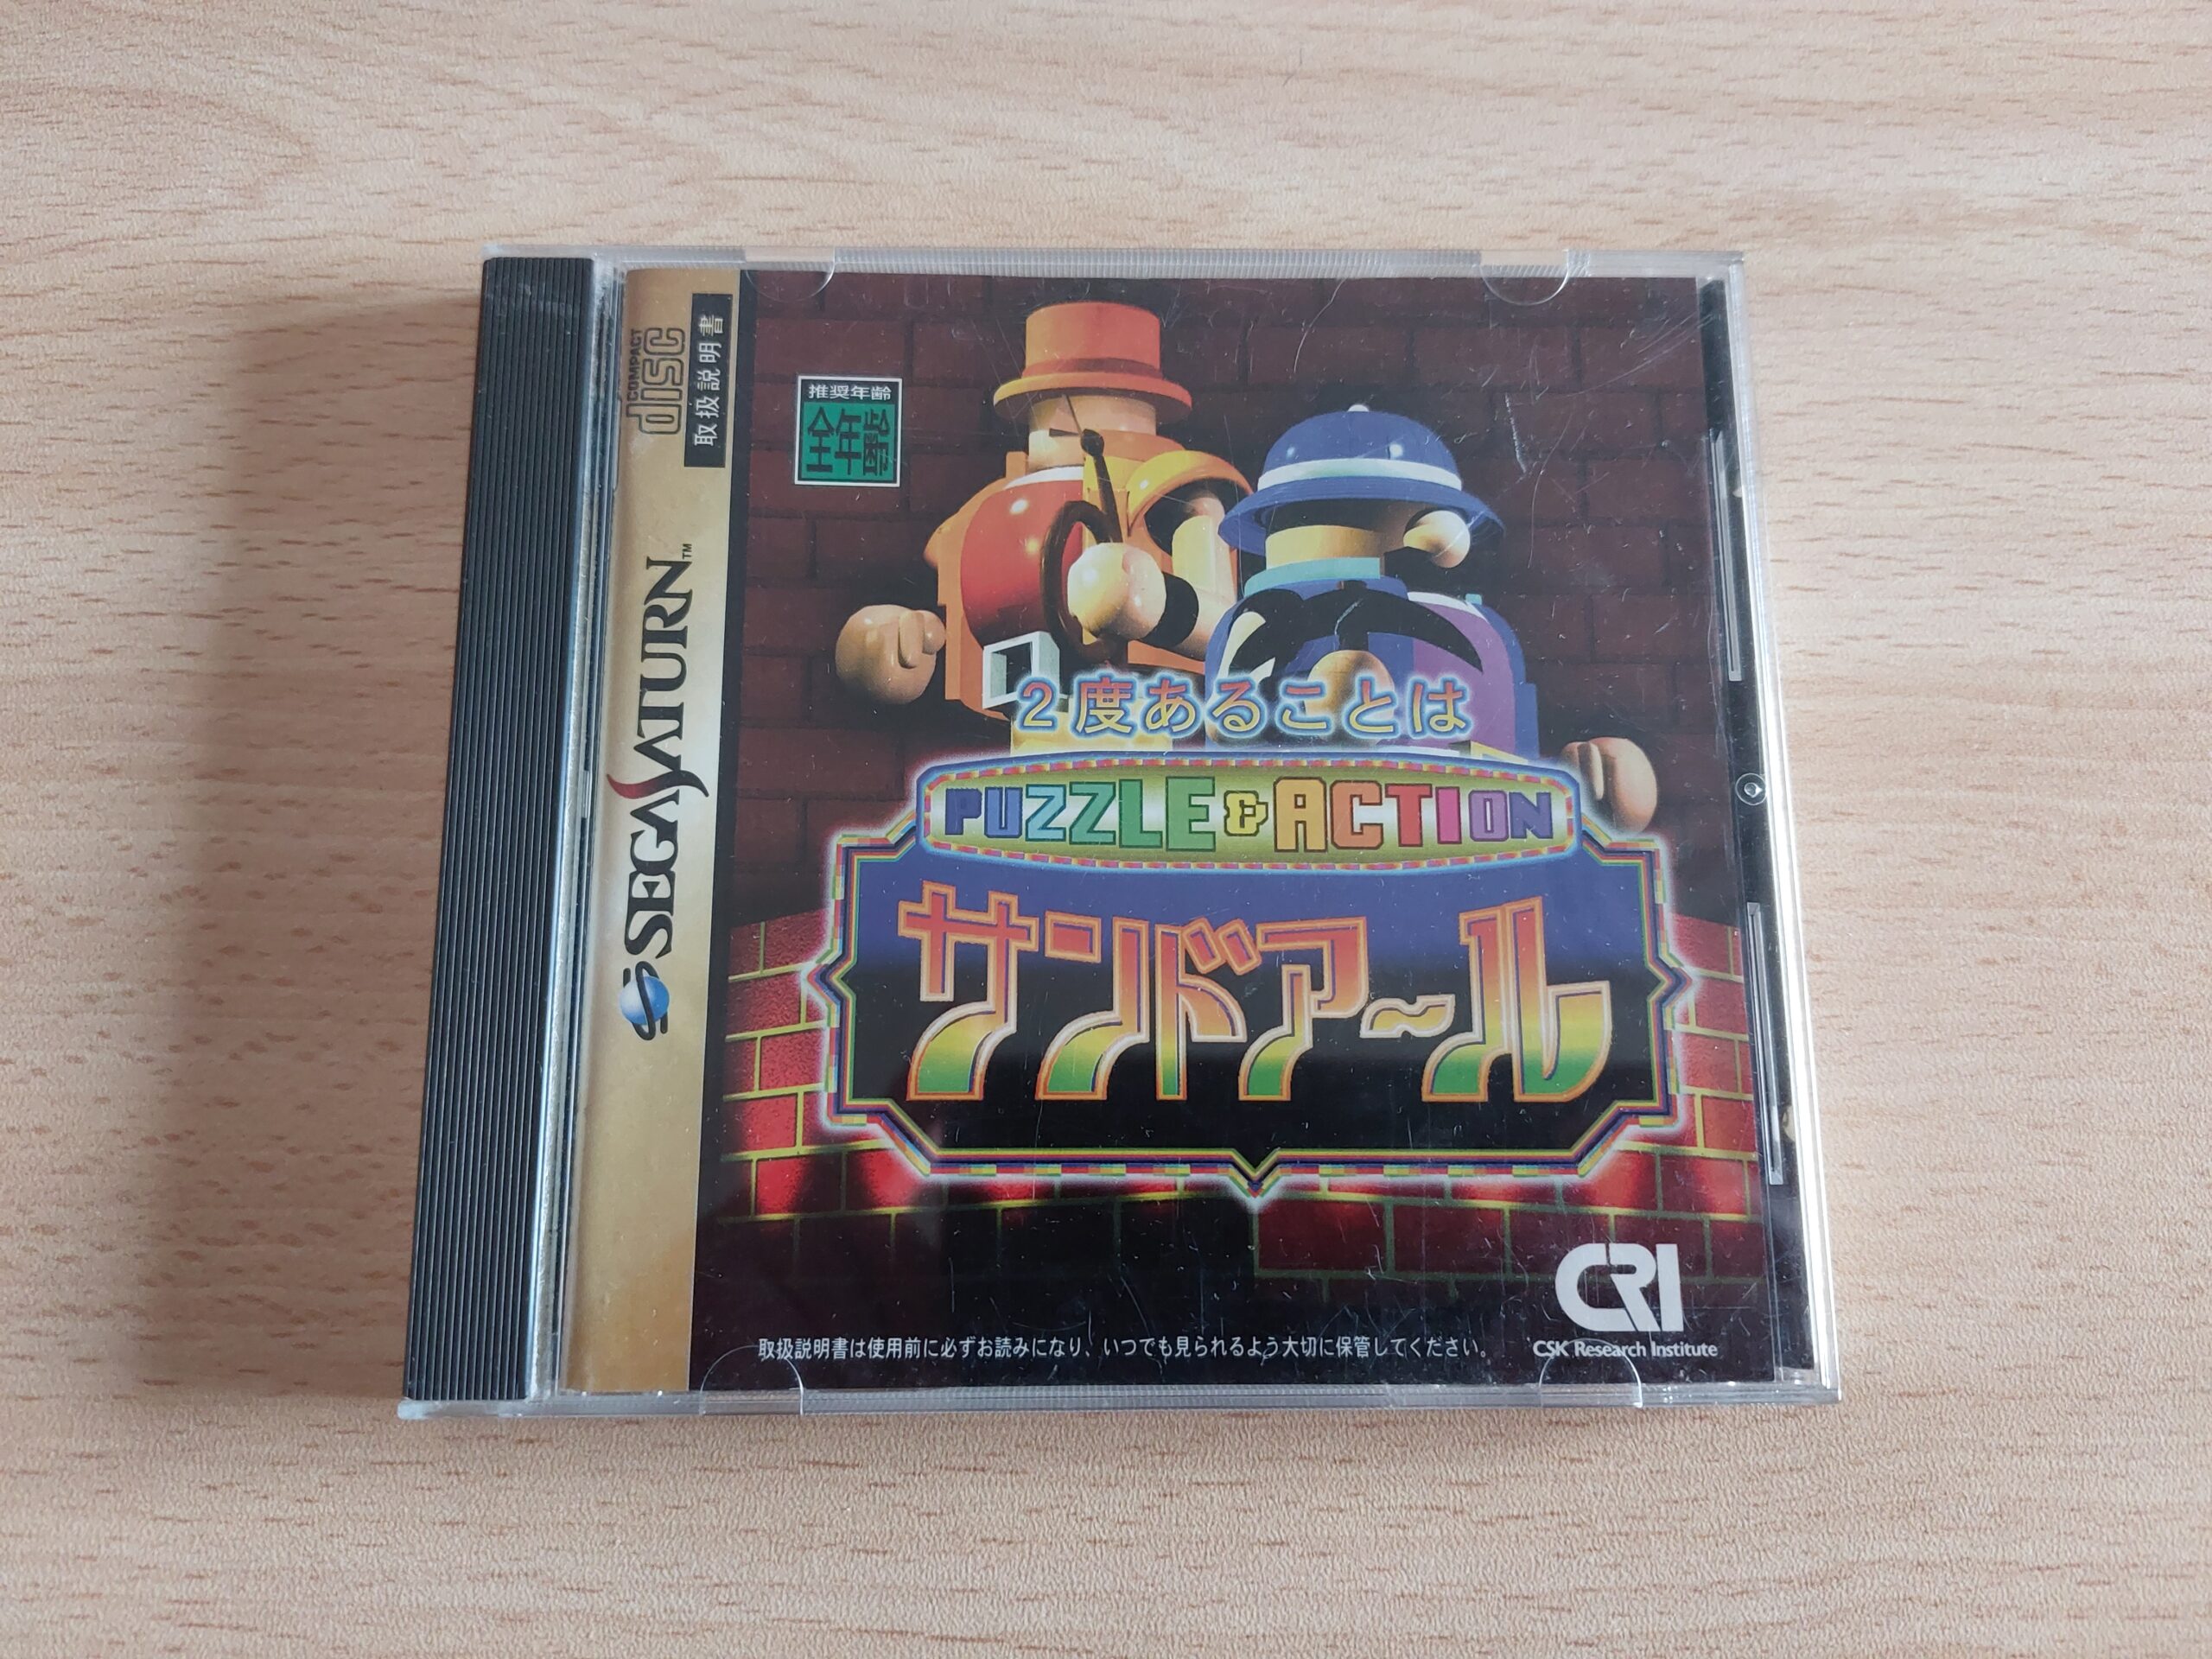 COMPACT
disc
取扱説明書
SEGA SATURN™
推奨年齢
全年齢
2度あることは
PUZZLE & ACTION
サンドア〜ル
CRI
CSK Research Institute
取扱説明書は使用前に必ずお読みになり、いつでも見られるよう大切に保管してください。